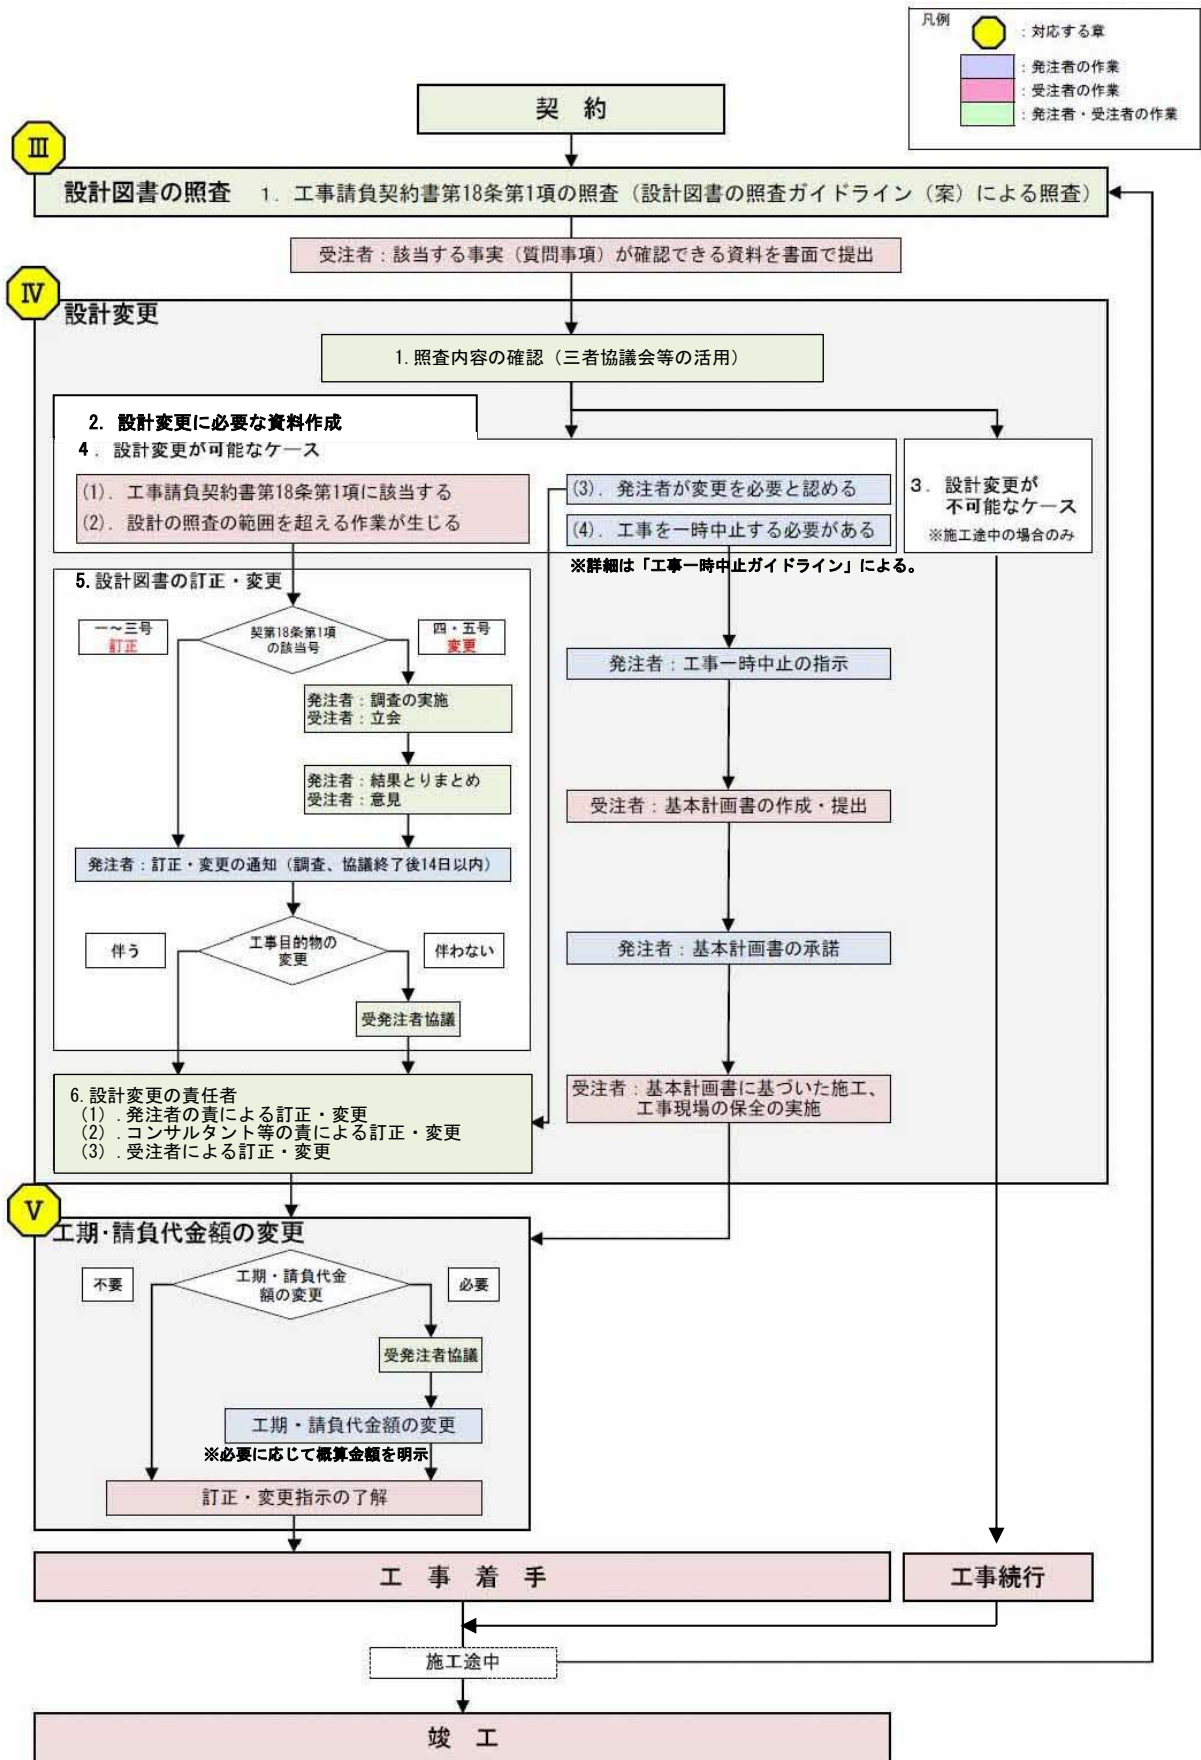 凡例
：対応する章
：発注者の作業
：受注者の作業
：発注者・受注者の作業
契 約
Ⅲ
設計図書の照査 1．工事請負契約書第18条第1項の照査（設計図書の照査ガイドライン（案）による照査）
受注者：該当する事実（質問事項）が確認できる資料を書面で提出
Ⅳ
設計変更
1.照査内容の確認（三者協議会等の活用）
2．設計変更に必要な資料作成
4．設計変更が可能なケース
(1)．工事請負契約書第18条第1項に該当する
(2)．設計の照査の範囲を超える作業が生じる
(3)．発注者が変更を必要と認める
(4)．工事を一時中止する必要がある
3．設計変更が
不可能なケース
※施工途中の場合のみ
※詳細は「工事一時中止ガイドライン」による。
5.設計図書の訂正・変更
一～三号
訂正
契第18条第1項
の該当号
四・五号
変更
発注者：調査の実施
受注者：立会
発注者：結果とりまとめ
受注者：意見
発注者：訂正・変更の通知（調査、協議終了後14日以内）
伴う
工事目的物の
変更
伴わない
受発注者協議
発注者：工事一時中止の指示
受注者：基本計画書の作成・提出
発注者：基本計画書の承諾
受注者：基本計画書に基づいた施工、
工事現場の保全の実施
6.設計変更の責任者
（1）.発注者の責による訂正・変更
（2）.コンサルタント等の責による訂正・変更
（3）.受注者による訂正・変更
Ⅴ
工期・請負代金額の変更
不要
工期・請負代金
額の変更
必要
受発注者協議
工期・請負代金額の変更
※必要に応じて概算金額を明示
訂正・変更指示の了解
工 事 着 手
工事続行
施工途中
竣 工